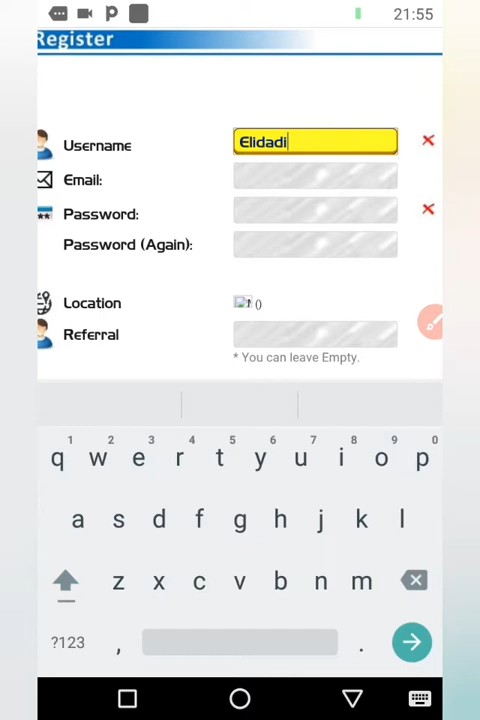 21:55
Register
Username Elidadi
Email:
Password:
Password (Again):
Location ()
Referral
* You can leave Empty.
1 2 3 4 5 6 7 8 9 0
q w e r t y u i o p
a s d f g h j k l
z x c v b n m
?123 , .